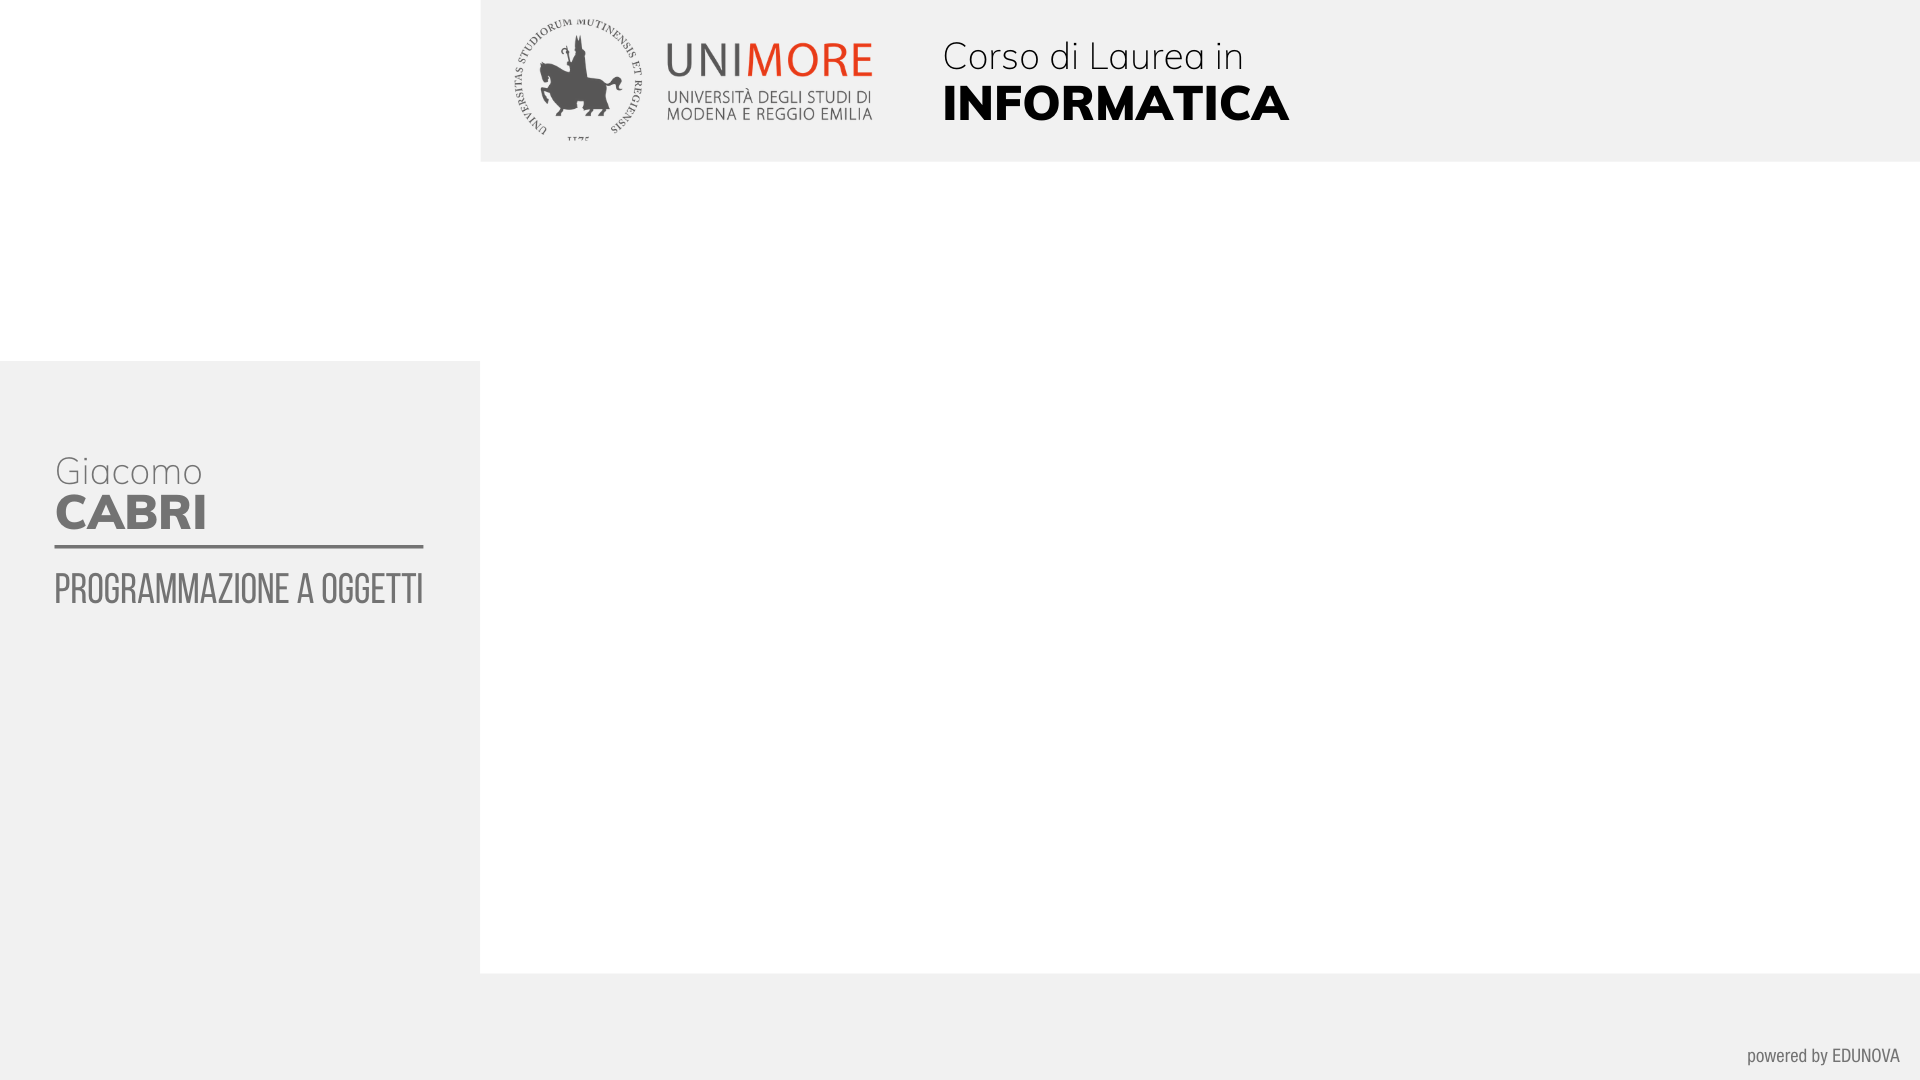 UNIVERSITAS STUDIORUM MUTINENSIS ET REGIENSIS
1175
UNIMORE
UNIVERSITÀ DEGLI STUDI DI
MODENA E REGGIO EMILIA
Corso di Laurea in
INFORMATICA
Giacomo
CABRI
PROGRAMMAZIONE A OGGETTI
powered by EDUNOVA